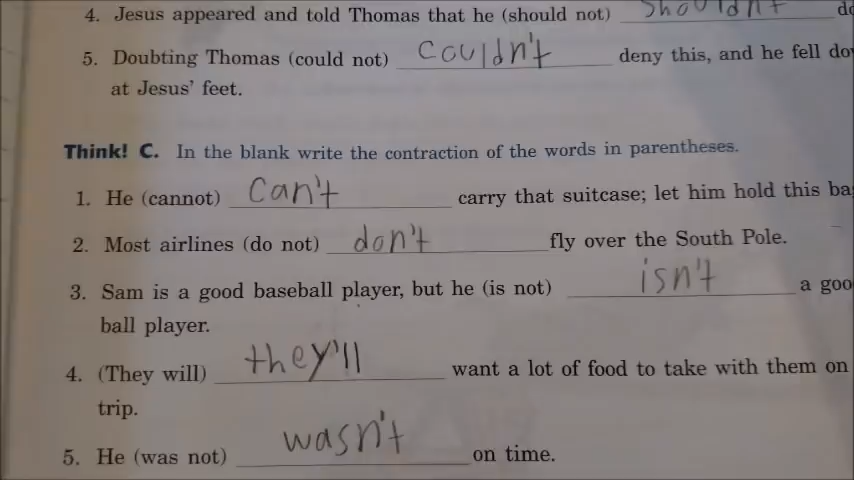 4. Jesus appeared and told Thomas that he (should not) shouldn't
5. Doubting Thomas (could not) couldn't deny this, and he fell do
at Jesus' feet.
Think! C. In the blank write the contraction of the words in parentheses.
1. He (cannot) can't carry that suitcase; let him hold this ba
2. Most airlines (do not) don't fly over the South Pole.
3. Sam is a good baseball player, but he (is not) isn't a goo
ball player.
4. (They will) they'll want a lot of food to take with them on
trip.
5. He (was not) wasn't on time.